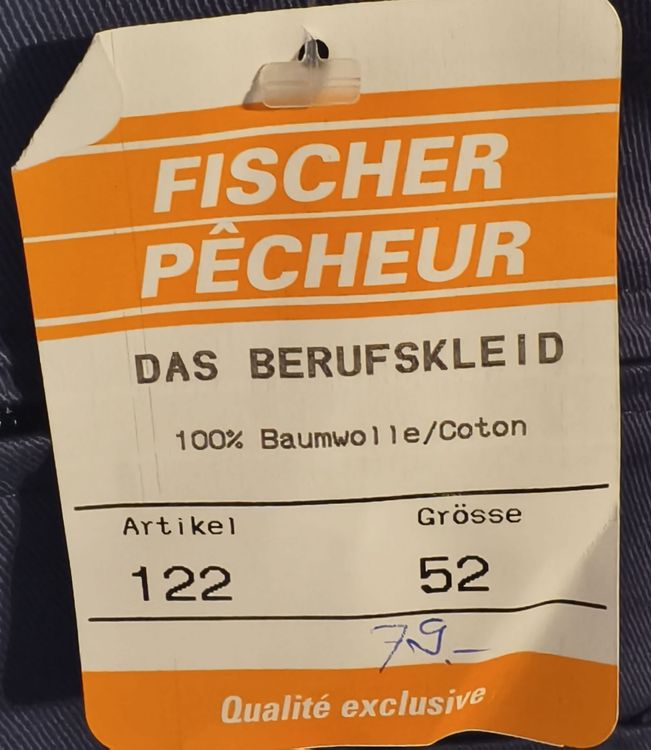 FISCHER
PÊCHEUR
DAS BERUFSKLEID
100% Baumwolle/Coton
Artikel Grösse
122 52
79.–
Qualité exclusive